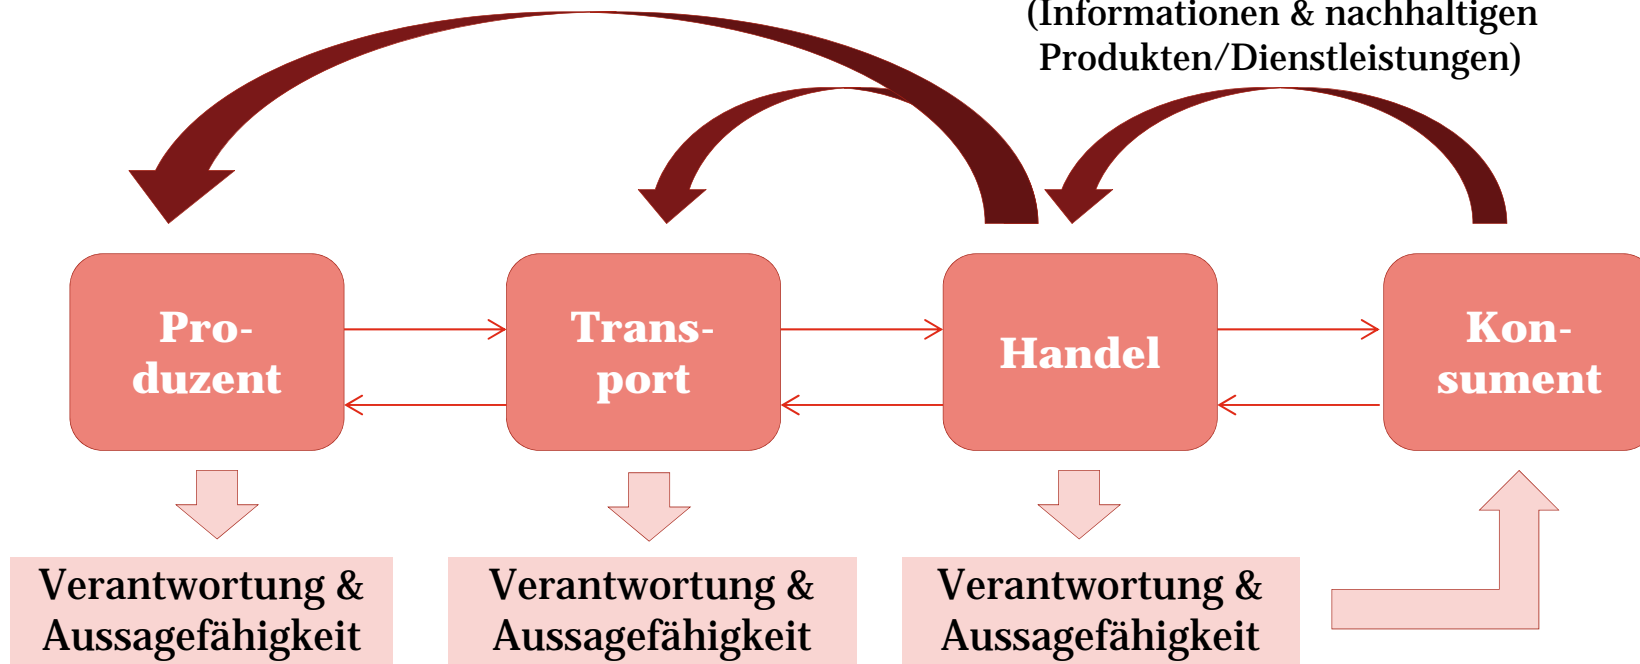 (Informationen & nachhaltigen
Produkten/Dienstleistungen)
Pro-
duzent
Trans-
port
Handel
Kon-
sument
Verantwortung &
Aussagefähigkeit
Verantwortung &
Aussagefähigkeit
Verantwortung &
Aussagefähigkeit